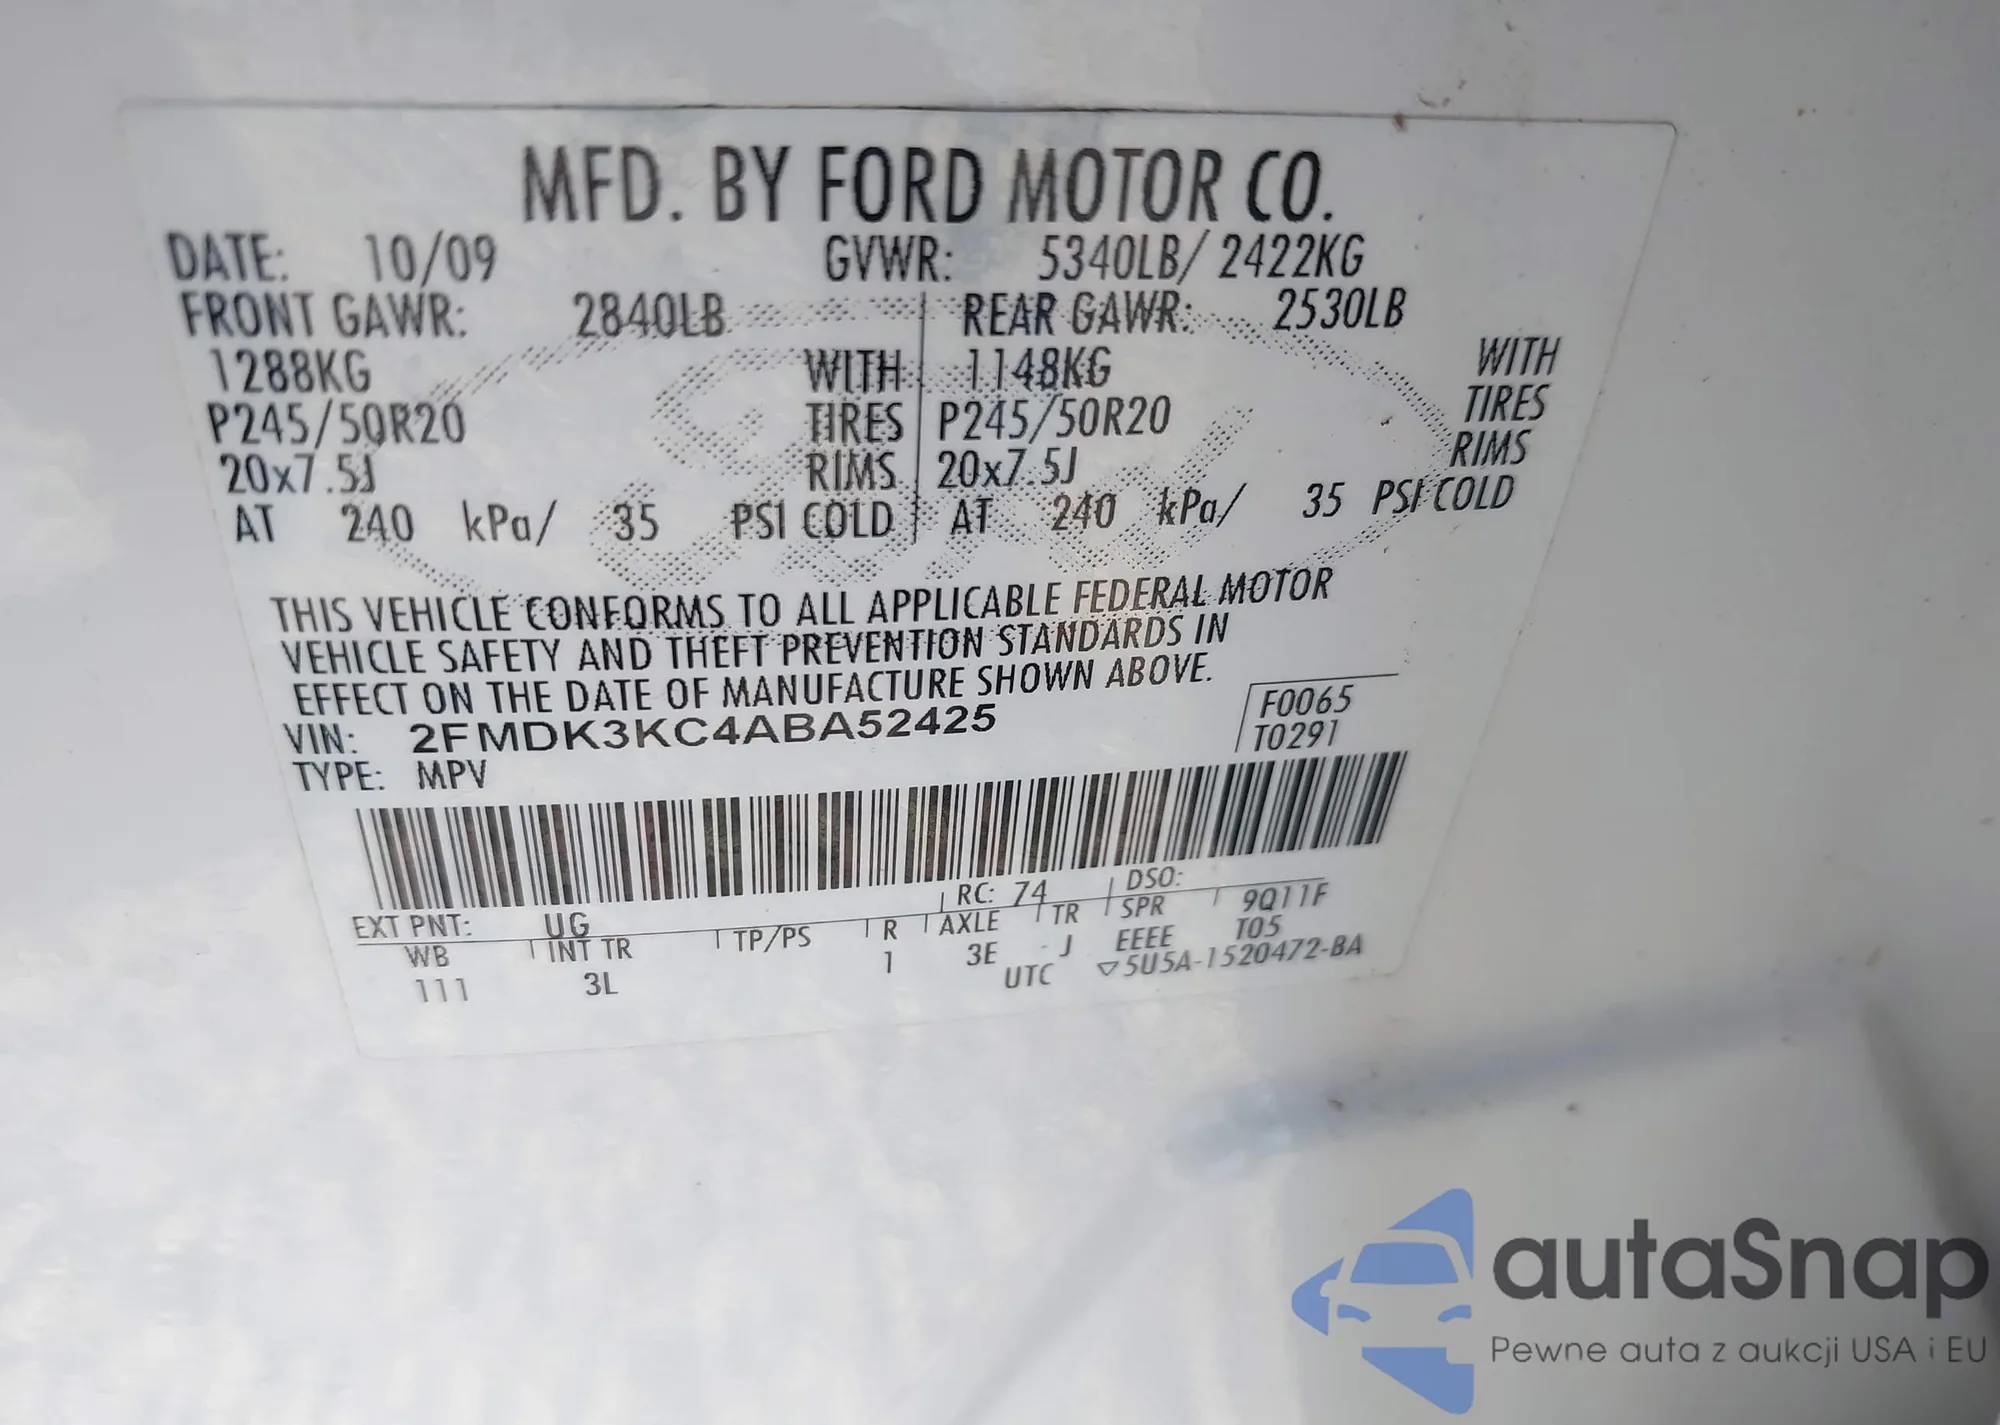 MFD. BY FORD MOTOR CO.
DATE: 10/09 GVWR: 5340LB/ 2422KG
FRONT GAWR: 2840LB REAR GAWR: 2530LB
1288KG WITH 1148KG WITH
P245/50R20 TIRES P245/50R20 TIRES
20x7.5J RIMS 20x7.5J RIMS
AT 240 kPa/ 35 PSI COLD AT 240 kPa/ 35 PSI COLD
THIS VEHICLE CONFORMS TO ALL APPLICABLE FEDERAL MOTOR
VEHICLE SAFETY AND THEFT PREVENTION STANDARDS IN
EFFECT ON THE DATE OF MANUFACTURE SHOWN ABOVE.
VIN: 2FMDK3KC4ABA52425 F0065
TYPE: MPV T0291
EXT PNT: UG RC: 74 DSO:
WB INT TR TP/PS R AXLE TR SPR 9Q11F
111 3L 1 3E J EEEE T05
UTC ▽5U5A-1520472-BA
autaSnap
Pewne auta z aukcji USA i EU